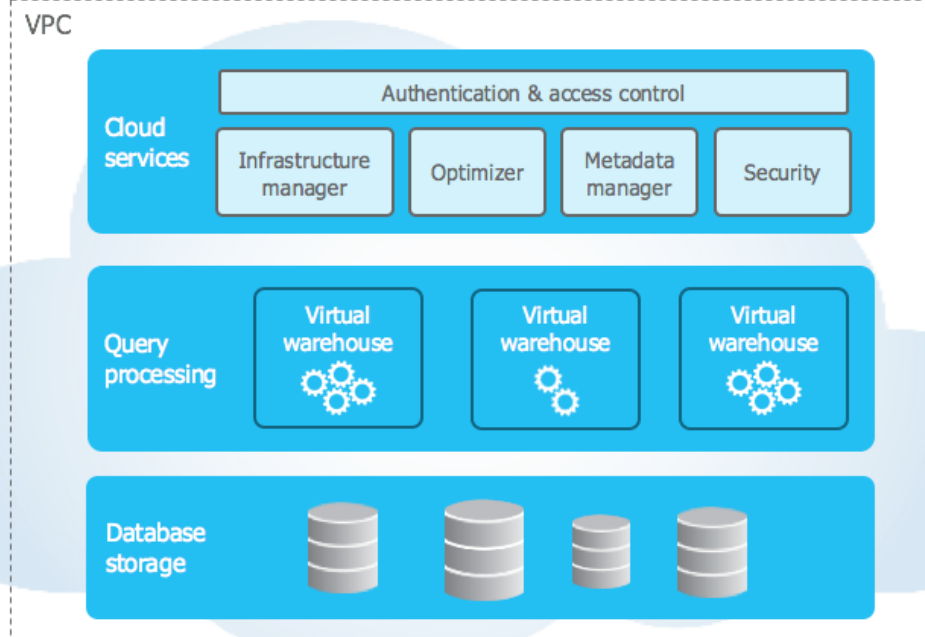 VPC
Cloud
services
Authentication & access control
Infrastructure
manager
Optimizer
Metadata
manager
Security
Query
processing
Virtual
warehouse
Virtual
warehouse
Virtual
warehouse
Database
storage